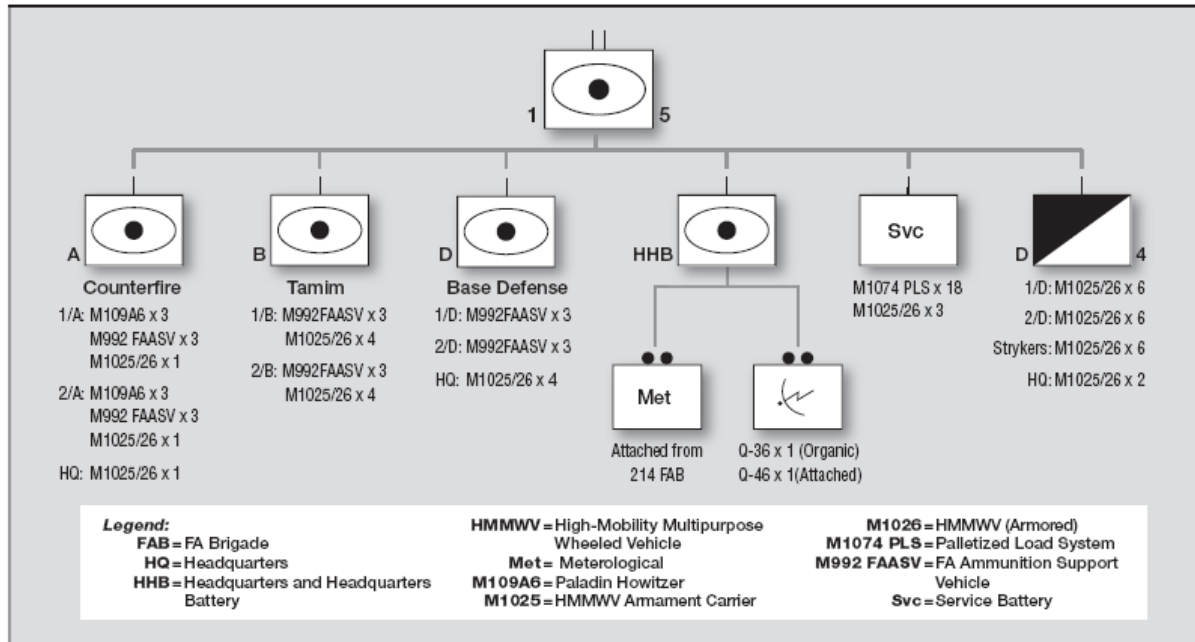 1 5
A B D HHB Svc D 4
Counterfire
1/A: M109A6 x 3
M992 FAASV x 3
M1025/26 x 1
2/A: M109A6 x 3
M992 FAASV x 3
M1025/26 x 1
HQ: M1025/26 x 1
Tamim
1/B: M992FAASV x 3
M1025/26 x 4
2/B: M992FAASV x 3
M1025/26 x 4
Base Defense
1/D: M992FAASV x 3
2/D: M992FAASV x 3
HQ: M1025/26 x 4
Met
Attached from
214 FAB
Q-36 x 1 (Organic)
Q-46 x 1(Attached)
M1074 PLS x 18
M1025/26 x 3
1/D: M1025/26 x 6
2/D: M1025/26 x 6
Strykers: M1025/26 x 6
HQ: M1025/26 x 2
Legend:
FAB = FA Brigade
HQ = Headquarters
HHB = Headquarters and Headquarters
Battery
HMMWV = High-Mobility Multipurpose
Wheeled Vehicle
Met = Meterological
M109A6 = Paladin Howitzer
M1025 = HMMWV Armament Carrier
M1026 = HMMWV (Armored)
M1074 PLS = Palletized Load System
M992 FAASV = FA Ammunition Support
Vehicle
Svc = Service Battery